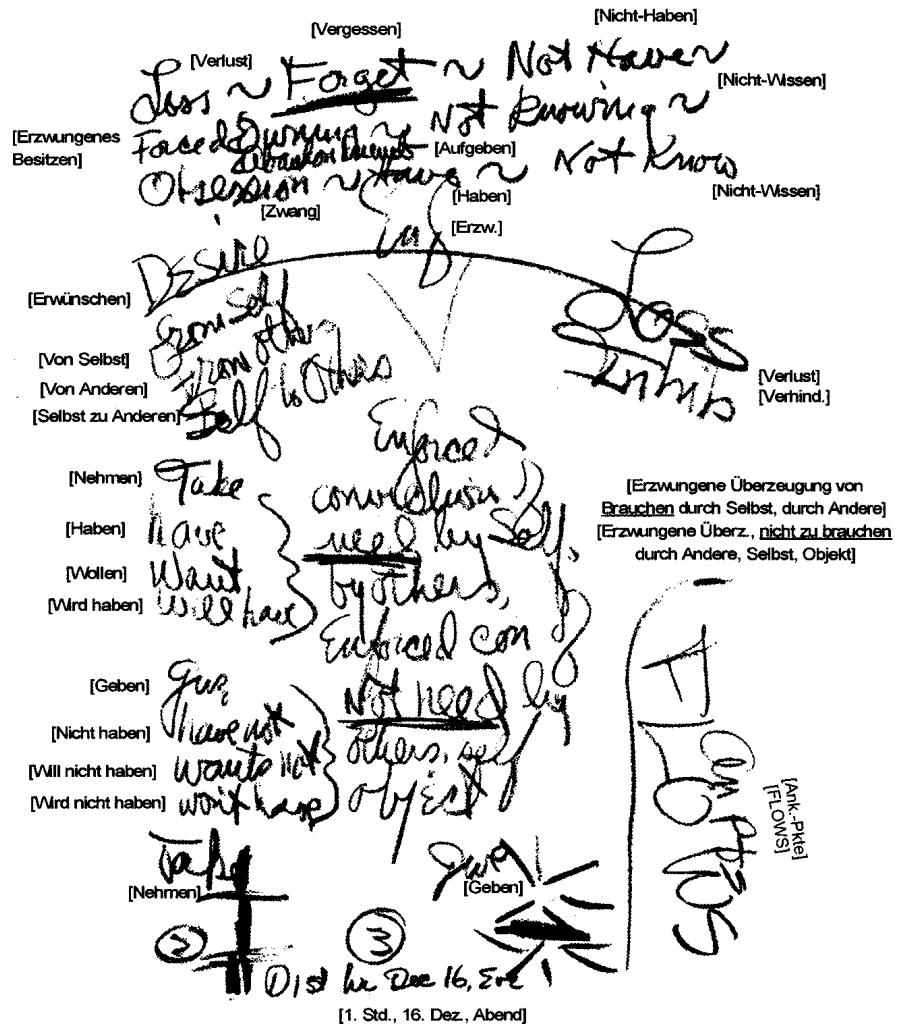 [Nicht-Haben]
[Vergessen]
[Verlust]
Loss ~ Forget ~ Not Have ~
[Nicht-Wissen]
[Erzwungenes
Besitzen]
Forced Owning ~ Not Knowing ~
abandonments
[Aufgeben]
Obsession ~ Have ~ Not Know
[Nicht-Wissen]
[Zwang]
[Haben]
Enf
[Erzw.]
Desire
[Erwünschen]
From Self
[Von Selbst]
From other
[Von Anderen]
Self to Others
[Selbst zu Anderen]
Loss
Inhib
[Verlust]
[Verhind.]
Take
[Nehmen]
have
[Haben]
Want
[Wollen]
Will have
[Wird haben]
Enforced
conviction
need by Self,
by others,
Enforced con
Not need by
others, self
object
[Erzwungene Überzeugung von
Brauchen durch Selbst, durch Andere]
[Erzwungene Überz., nicht zu brauchen
durch Andere, Selbst, Objekt]
Give,
[Geben]
have not
[Nicht haben]
wants not
[Will nicht haben]
won't have
[Wird nicht haben]
FLOWS
[Ank.-Pkte]
[FLOWS]
Take
[Nehmen]
Give
[Geben]
2
3
1st hr Dec 16, Eve
[1. Std., 16. Dez., Abend]